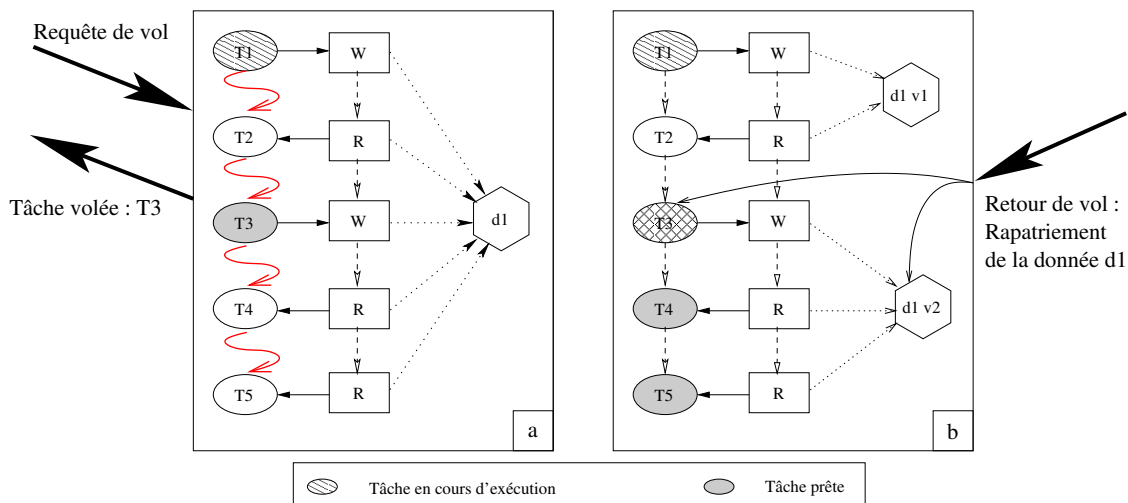 Requête de vol
Tâche volée : T3
T1
W
T2
R
T3
W
d1
T4
R
T5
R
a
T1
W
d1 v1
T2
R
T3
W
T4
R
d1 v2
T5
R
b
Retour de vol :
Rapatriement
de la donnée d1
Tâche en cours d'exécution
Tâche prête